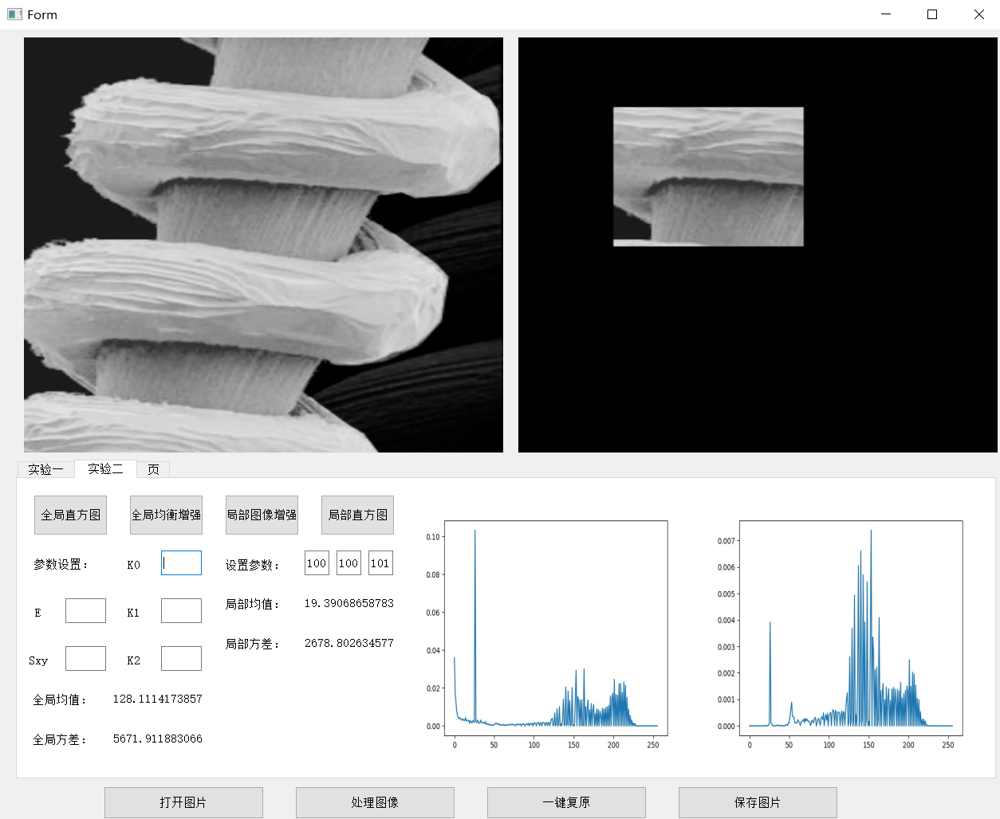 Form
实验一 实验二 页
全局直方图 全局均衡增强 局部图像增强 局部直方图
参数设置： K0 设置参数： 100 100 101
E K1 局部均值： 19.39068658783
Sxy K2 局部方差： 2678.802634577
全局均值： 128.1114173857
全局方差： 5671.911883066
0.10
0.08
0.06
0.04
0.02
0.00
0 50 100 150 200 250
0.007
0.006
0.005
0.004
0.003
0.002
0.001
0.000
0 50 100 150 200 250
打开图片 处理图像 一键复原 保存图片